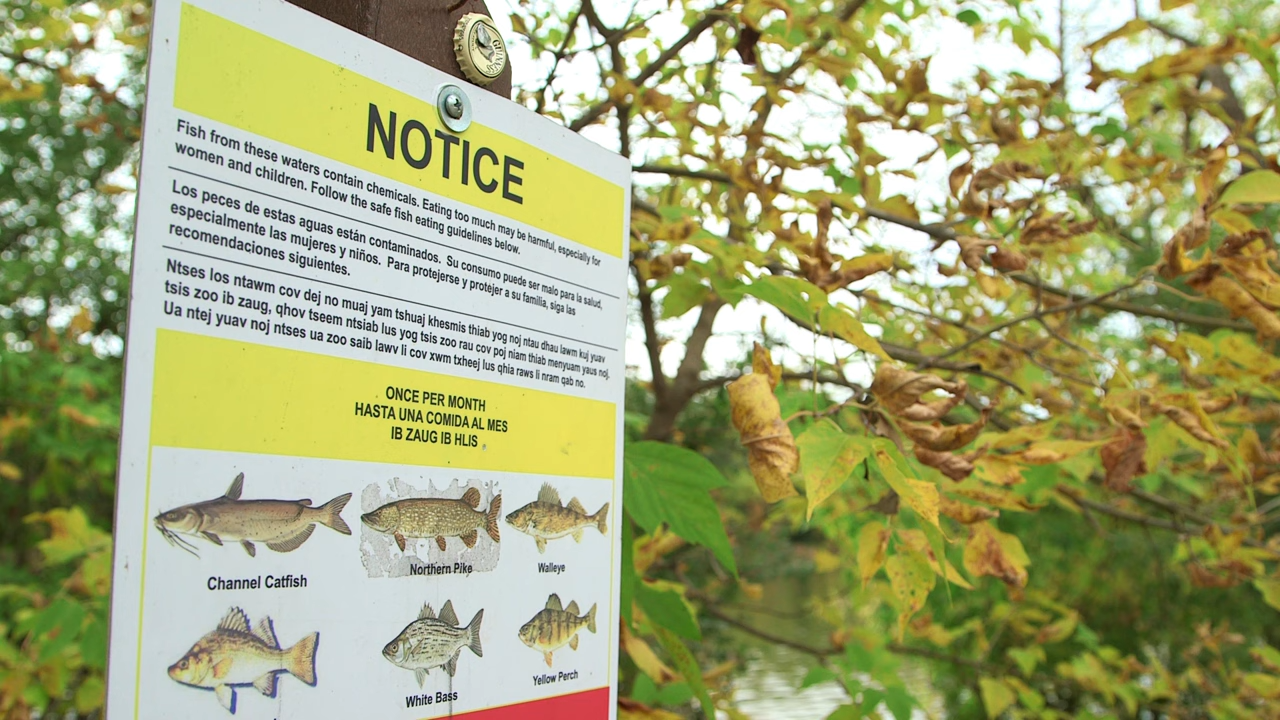 NOTICE
Fish from these waters contain chemicals. Eating too much may be harmful, especially for
women and children. Follow the safe fish eating guidelines below.
Los peces de estas aguas están contaminados. Su consumo puede ser malo para la salud,
especialmente las mujeres y niños. Para protejerse y protejer a su familia, siga las
recomendaciones siguientes.
Ntses los ntawm cov dej no muaj yam tshuaj khesmis thiab yog noj ntau dhau lawm kuj yuav
tsis zoo ib zaug, qhov tseem ntsiab lus yog tsis zoo rau cov poj niam thiab menyuam yaus noj.
Ua ntej yuav noj ntses ua zoo saib lawv li cov xwm txheej lus qhia raws li nram qab no.
ONCE PER MONTH
HASTA UNA COMIDA AL MES
IB ZAUG IB HLIS
Channel Catfish
Northern Pike
Walleye
White Bass
Yellow Perch